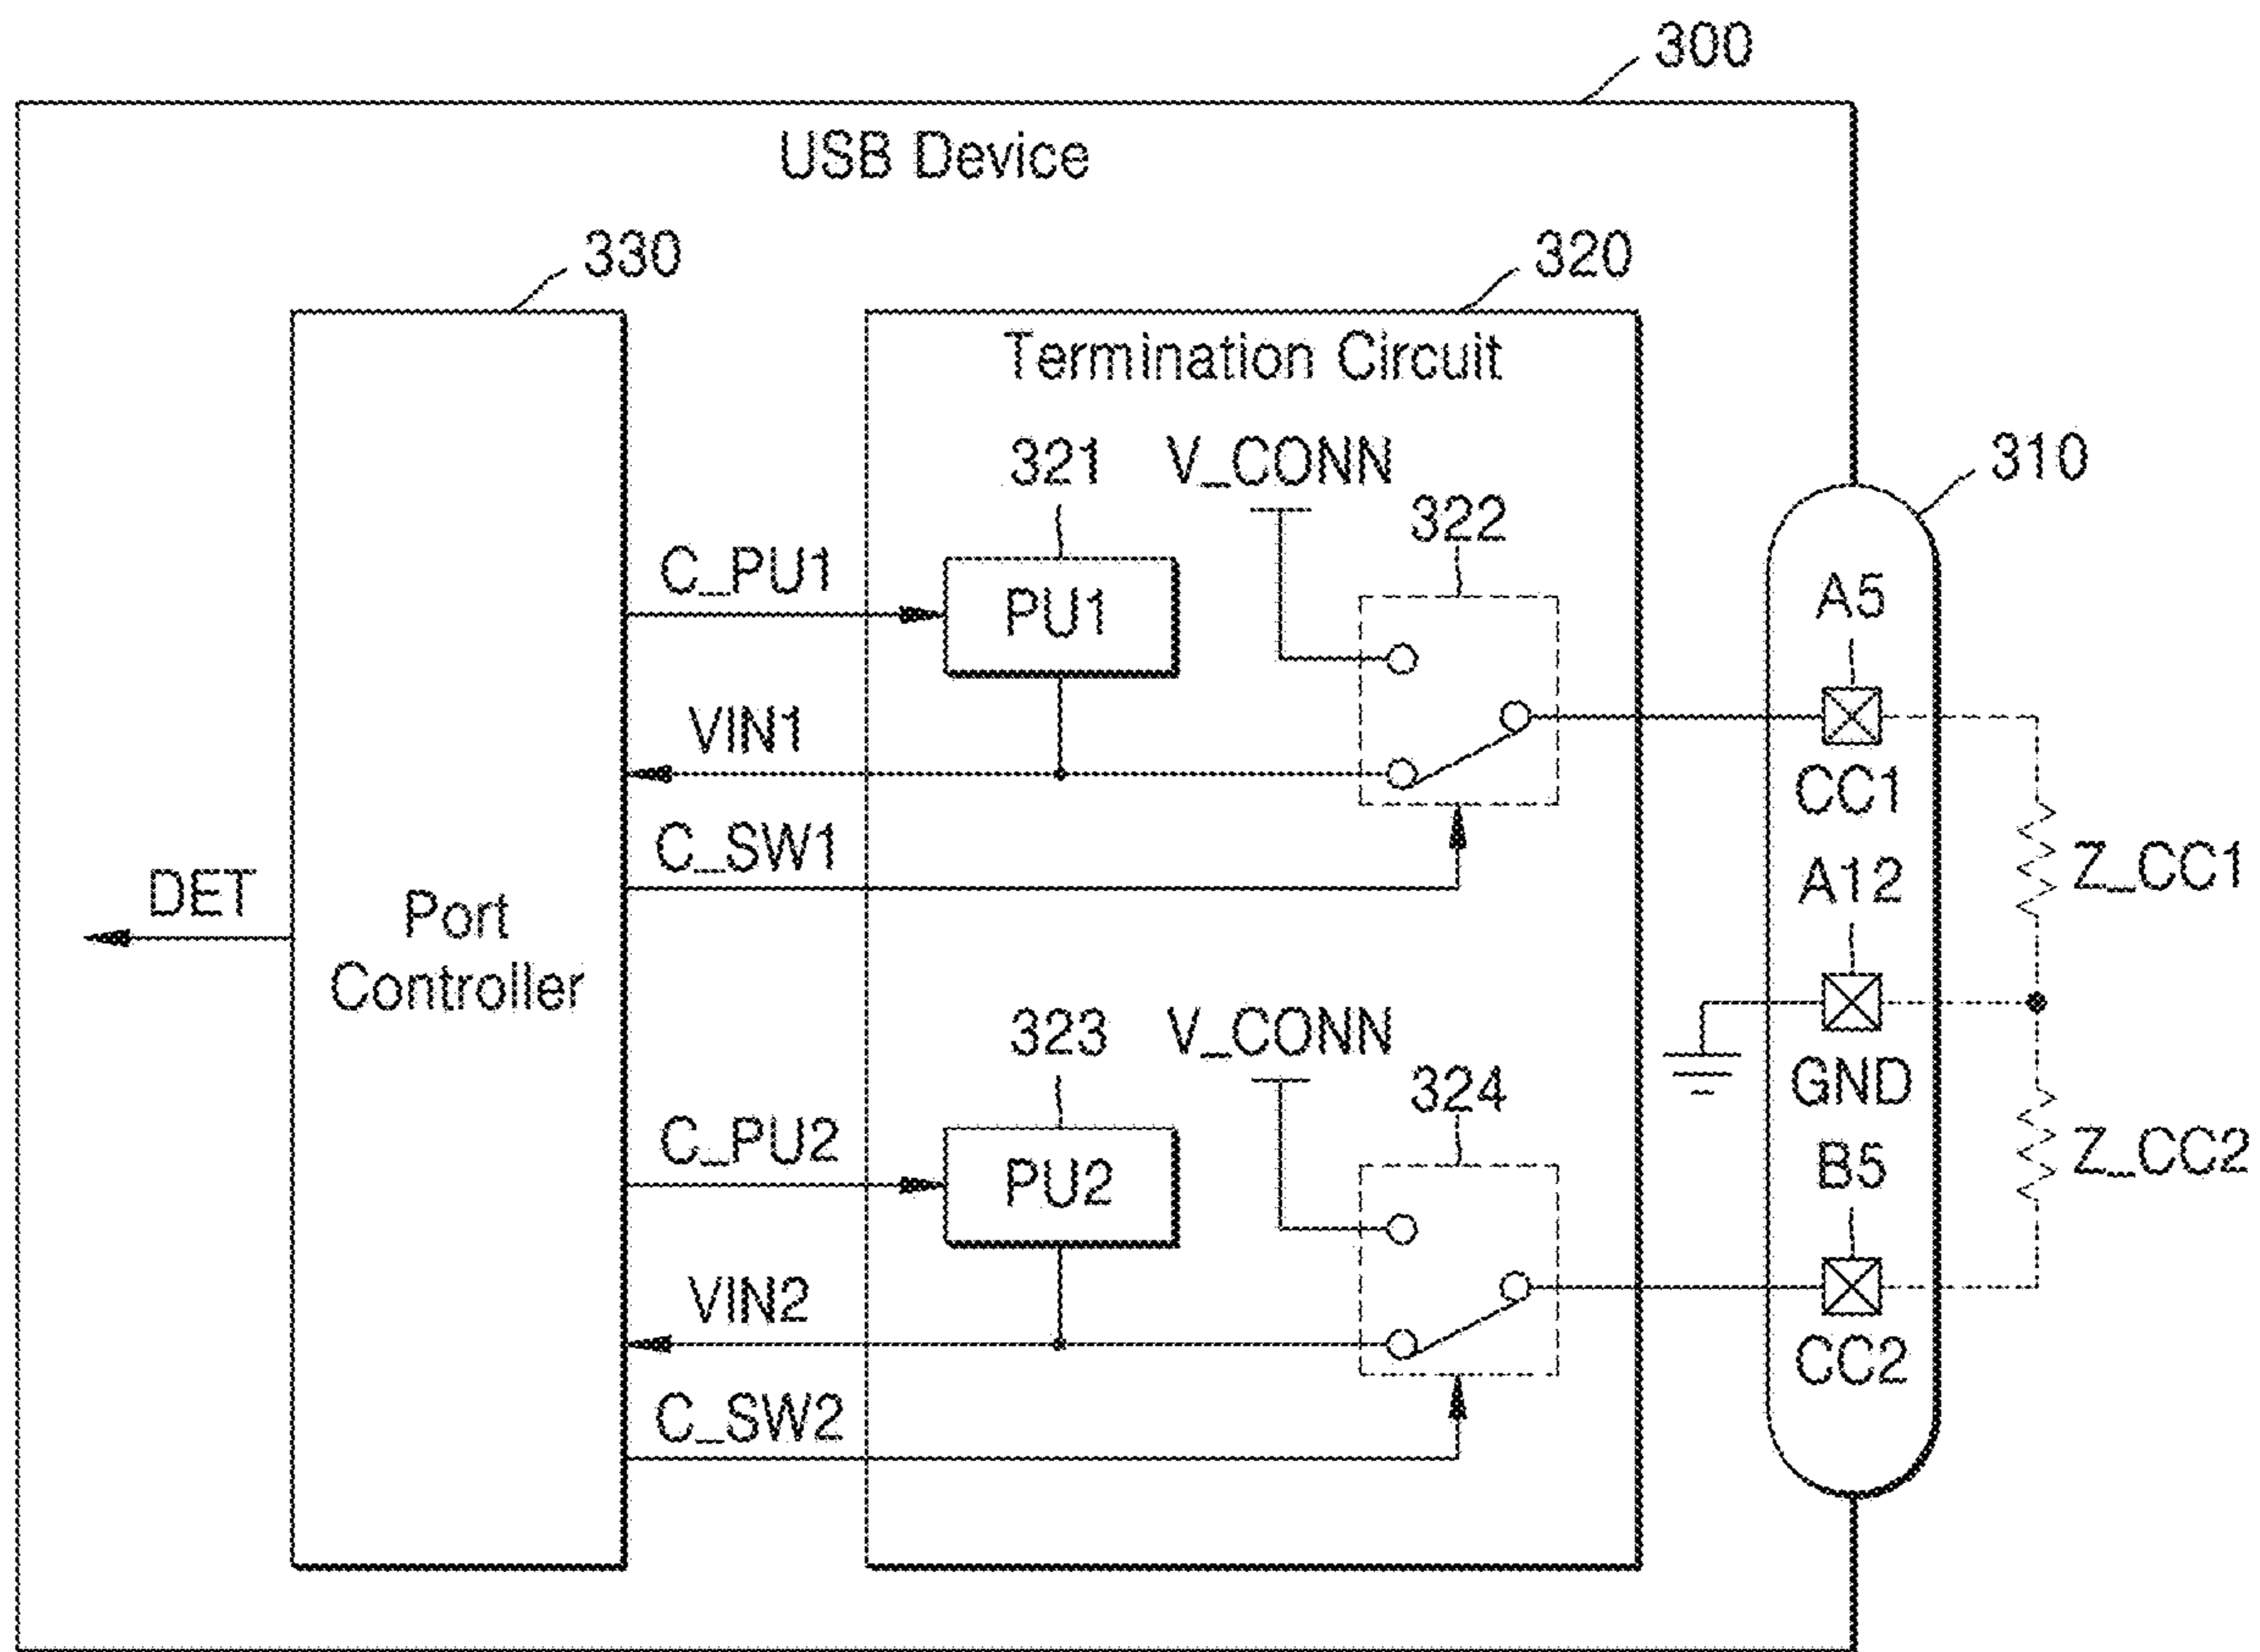 300
USB Device
330
320
Termination Circuit
321
V_CONN
310
322
C_PU1
PU1
A5
VIN1
CC1
C_SW1
A12
Z_CC1
DET
Port
Controller
323
V_CONN
324
GND
C_PU2
PU2
B5
Z_CC2
VIN2
CC2
C_SW2